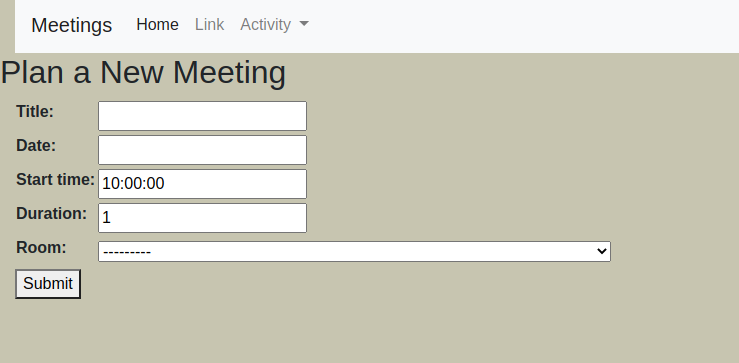 Meetings Home Link Activity
Plan a New Meeting
Title:
Date:
Start time: 10:00:00
Duration: 1
Room: ---------
Submit